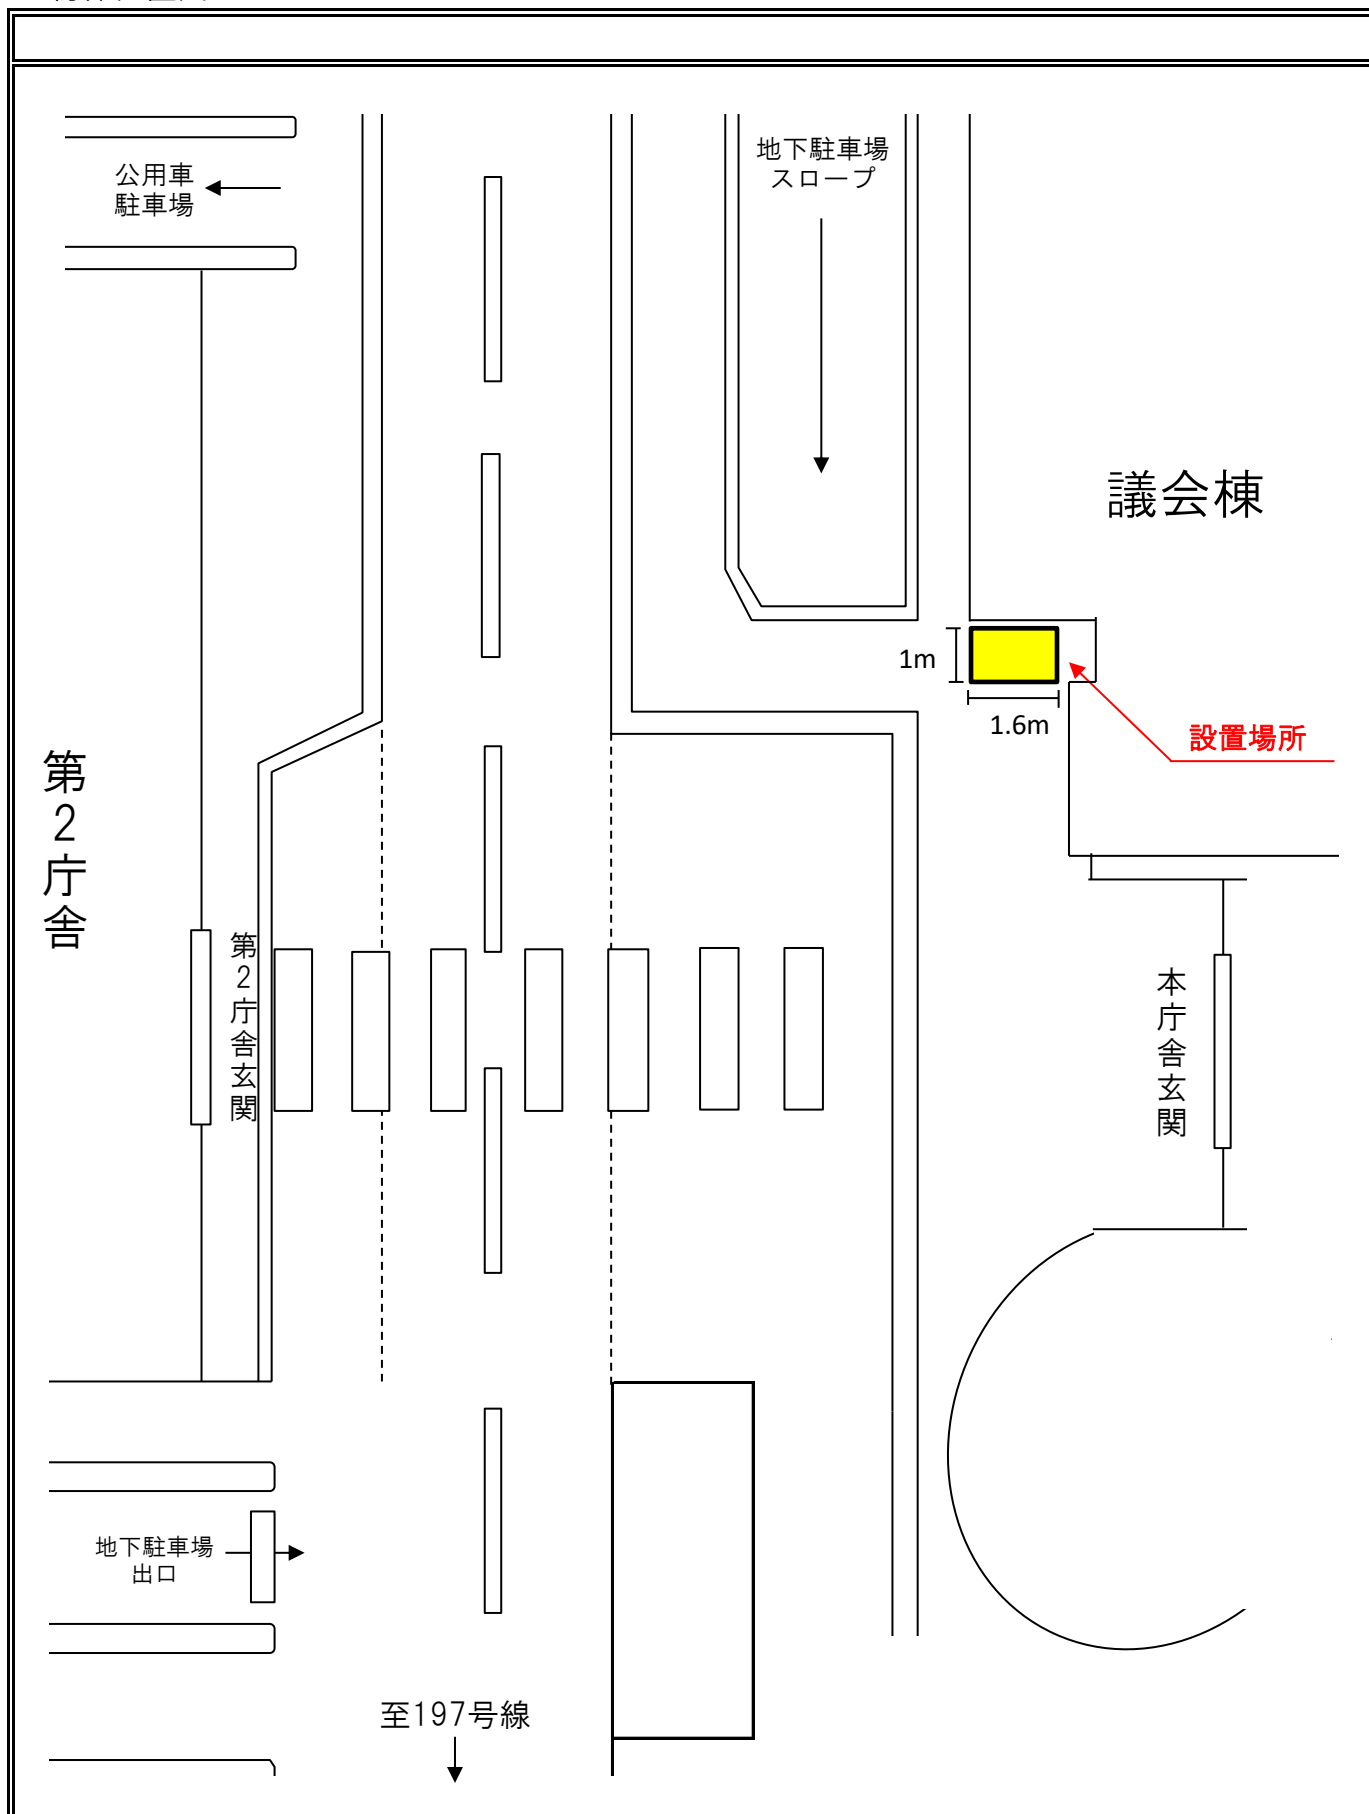 公用車
駐車場
地下駐車場
スロープ
議会棟
1m
1.6m
設置場所
第2庁舎
第2庁舎玄関
本庁舎玄関
地下駐車場
出口
至197号線